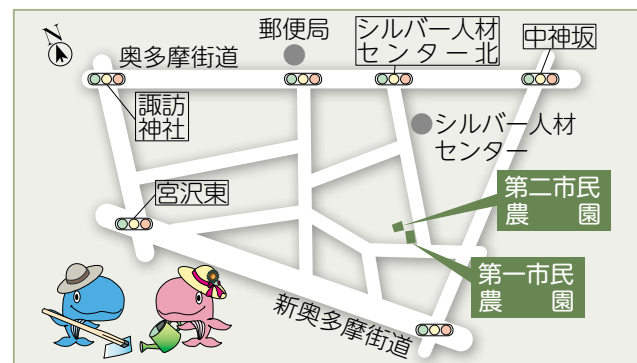 N
郵便局
奥多摩街道
シルバー人材
センター北
中神坂
諏訪
神社
シルバー人材
センター
宮沢東
第二市民
農　園
第一市民
農　園
新奥多摩街道